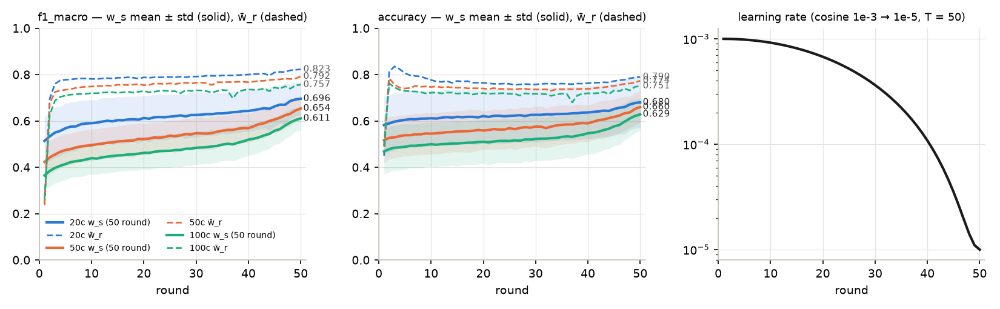 f1_macro — w_s mean ± std (solid), w̄_r (dashed)
1.0
0.8
0.6
0.4
0.2
0.0
0 10 20 30 40 50
round
0.823
0.792
0.757
0.696
0.654
0.611
20c w_s (50 round)
20c w̄_r
50c w_s (50 round)
50c w̄_r
100c w_s (50 round)
100c w̄_r
accuracy — w_s mean ± std (solid), w̄_r (dashed)
1.0
0.8
0.6
0.4
0.2
0.0
0 10 20 30 40 50
round
0.790
0.774
0.751
0.680
0.660
0.629
learning rate (cosine 1e-3 → 1e-5, T = 50)
10⁻³
10⁻⁴
10⁻⁵
0 10 20 30 40 50
round